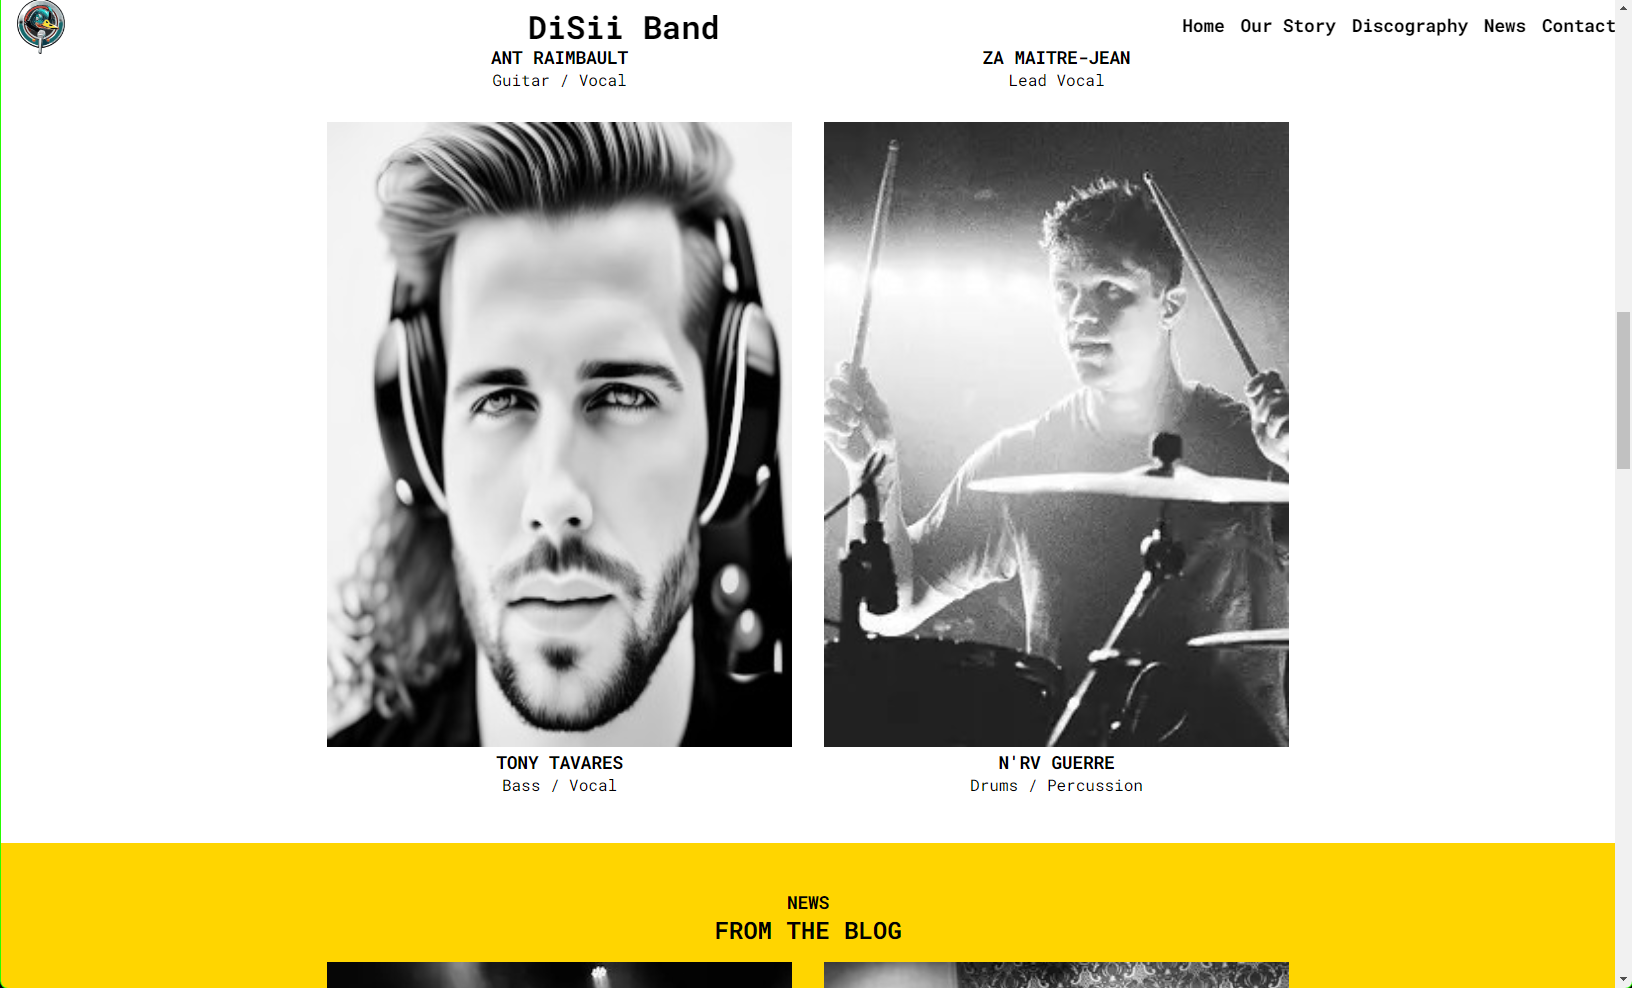 DiSii Band
Home Our Story Discography News Contact
ANT RAIMBAULT
Guitar / Vocal
ZA MAITRE-JEAN
Lead Vocal
TONY TAVARES
Bass / Vocal
N'RV GUERRE
Drums / Percussion
NEWS
FROM THE BLOG